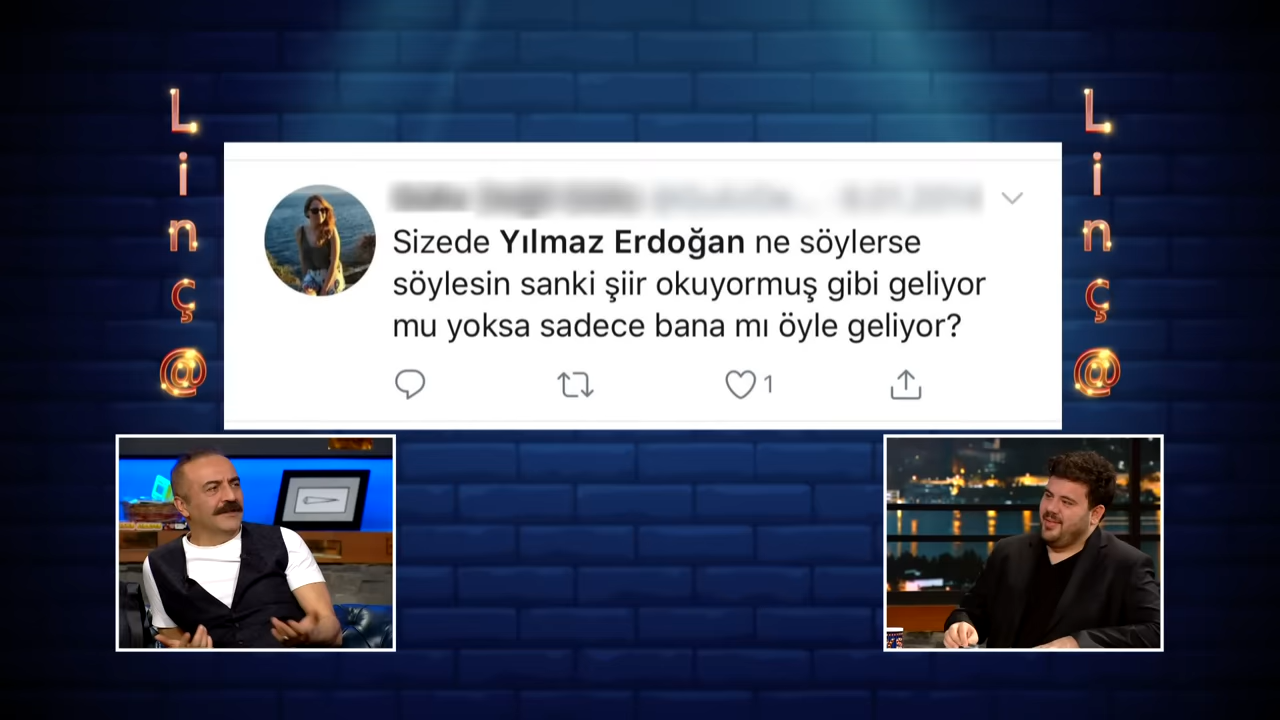 Linç@
Linç@
Sizede Yılmaz Erdoğan ne söylerse
söylesin sanki şiir okuyormuş gibi geliyor
mu yoksa sadece bana mı öyle geliyor?
1